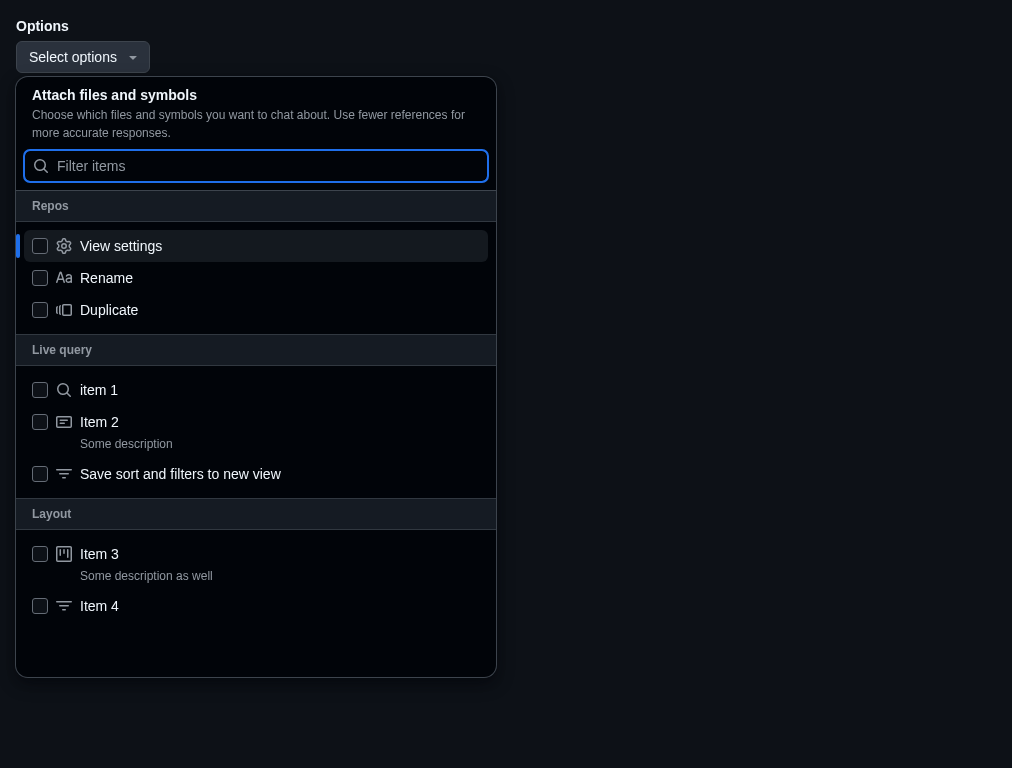 Options
Select options
Attach files and symbols
Choose which files and symbols you want to chat about. Use fewer references for
more accurate responses.
Filter items
Repos
View settings
Rename
Duplicate
Live query
item 1
Item 2
Some description
Save sort and filters to new view
Layout
Item 3
Some description as well
Item 4